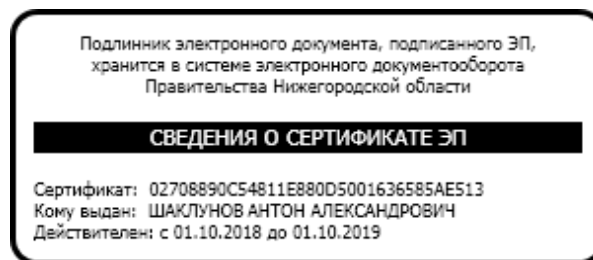 Подлинник электронного документа, подписанного ЭП,
хранится в системе электронного документооборота
Правительства Нижегородской области
СВЕДЕНИЯ О СЕРТИФИКАТЕ ЭП
Сертификат: 02708890C54811E880D5001636585AE513
Кому выдан: ШАКЛУНОВ АНТОН АЛЕКСАНДРОВИЧ
Действителен: с 01.10.2018 до 01.10.2019